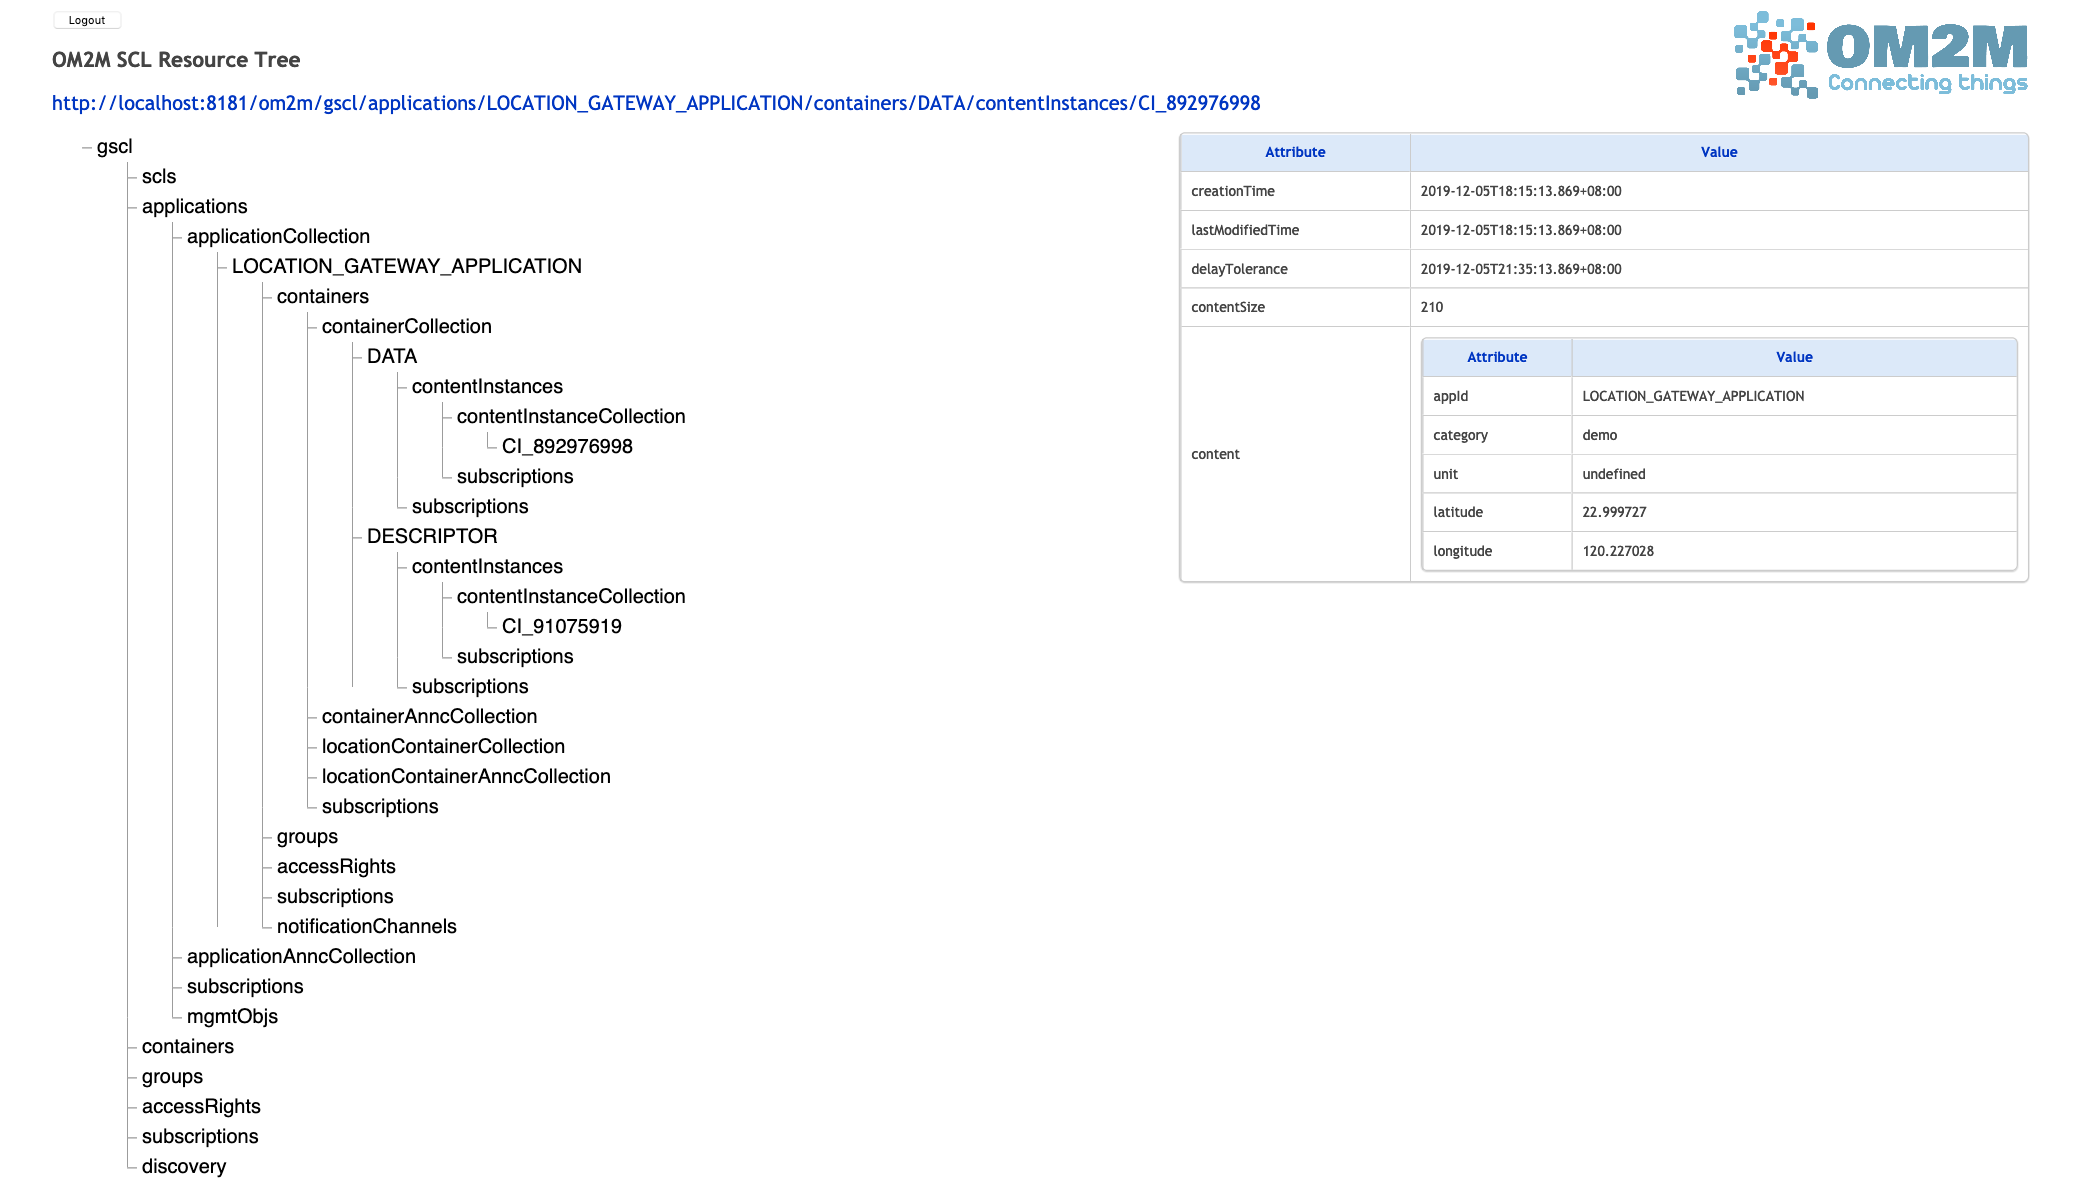 Logout
OM2M SCL Resource Tree
OM2M
Connecting things
http://localhost:8181/om2m/gscl/applications/LOCATION_GATEWAY_APPLICATION/containers/DATA/contentInstances/CI_892976998
gscl
scls
applications
applicationCollection
LOCATION_GATEWAY_APPLICATION
containers
containerCollection
DATA
contentInstances
contentInstanceCollection
CI_892976998
subscriptions
subscriptions
DESCRIPTOR
contentInstances
contentInstanceCollection
CI_91075919
subscriptions
subscriptions
containerAnncCollection
locationContainerCollection
locationContainerAnncCollection
subscriptions
groups
accessRights
subscriptions
notificationChannels
applicationAnncCollection
subscriptions
mgmtObjs
containers
groups
accessRights
subscriptions
discovery
Attribute Value
creationTime 2019-12-05T18:15:13.869+08:00
lastModifiedTime 2019-12-05T18:15:13.869+08:00
delayTolerance 2019-12-05T21:35:13.869+08:00
contentSize 210
content
Attribute Value
appId LOCATION_GATEWAY_APPLICATION
category demo
unit undefined
latitude 22.999727
longitude 120.227028